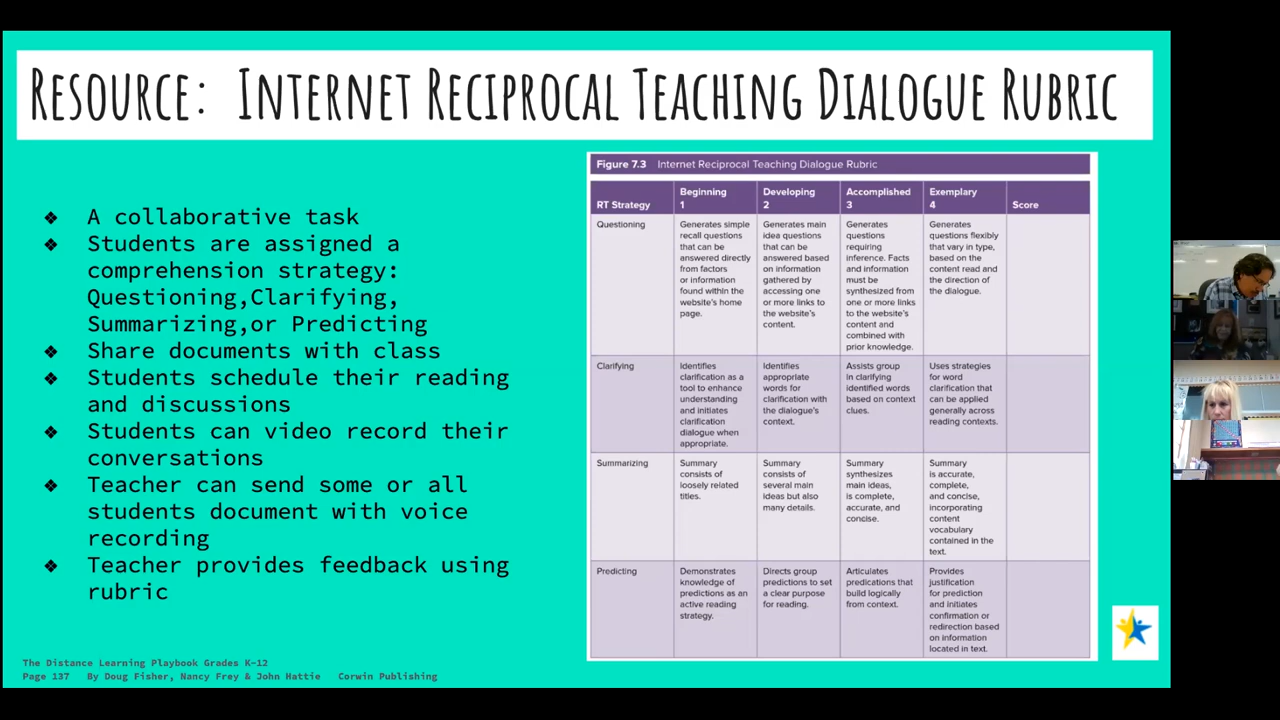 Resource: Internet Reciprocal Teaching Dialogue Rubric
❖ A collaborative task
❖ Students are assigned a
comprehension strategy:
Questioning,Clarifying,
Summarizing,or Predicting
❖ Share documents with class
❖ Students schedule their reading
and discussions
❖ Students can video record their
conversations
❖ Teacher can send some or all
students document with voice
recording
❖ Teacher provides feedback using
rubric
The Distance Learning Playbook Grades K-12
Page 137 By Doug Fisher, Nancy Frey & John Hattie Corwin Publishing
Figure 7.3 Internet Reciprocal Teaching Dialogue Rubric
RT Strategy
Beginning
1
Developing
2
Accomplished
3
Exemplary
4
Score
Questioning
Generates simple
recall questions
that can be
answered directly
from factors
or information
found within the
website's home
page.
Generates main
idea questions
that can be
answered based
on information
gathered by
accessing one
or more links to
the website's
content.
Generates
questions
requiring
inference. Facts
and information
must be
synthesized from
one or more links
to the website's
content and
combined with
prior knowledge.
Generates
questions flexibly
that vary in type,
based on the
content read and
the direction of
the dialogue.
Clarifying
Identifies
clarification as a
tool to enhance
understanding
and initiates
clarification
dialogue when
appropriate.
Identifies
appropriate
words for
clarification with
the dialogue's
context.
Assists group
in clarifying
identified words
based on context
clues.
Uses strategies
for word
clarification that
can be applied
generally across
reading contexts.
Summarizing
Summary
consists of
loosely related
titles.
Summary
consists of
several main
ideas but also
many details.
Summary
synthesizes
main ideas,
is complete,
accurate, and
concise.
Summary
is accurate,
complete,
and concise,
incorporating
content
vocabulary
contained in the
text.
Predicting
Demonstrates
knowledge of
predictions as an
active reading
strategy.
Directs group
predictions to set
a clear purpose
for reading.
Articulates
predications that
build logically
from context.
Provides
justification
for prediction
and initiates
confirmation or
redirection based
on information
located in text.